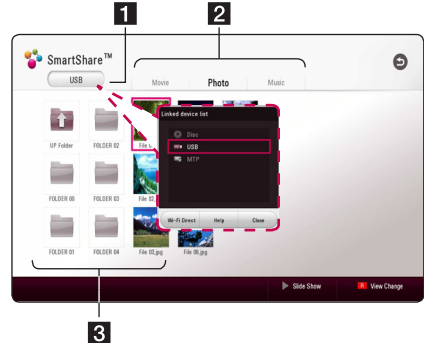 1
2
SmartShare™
USB
Movie
Photo
Music
Linked device list
Disc
USB
MTP
Wi-Fi Direct
Help
Close
UP Folder
FOLDER 02
FOLDER 00
FOLDER 03
File 02.
FOLDER 01
FOLDER 04
File 03.jpg
File 06.jpg
Slide Show
R View Change
3